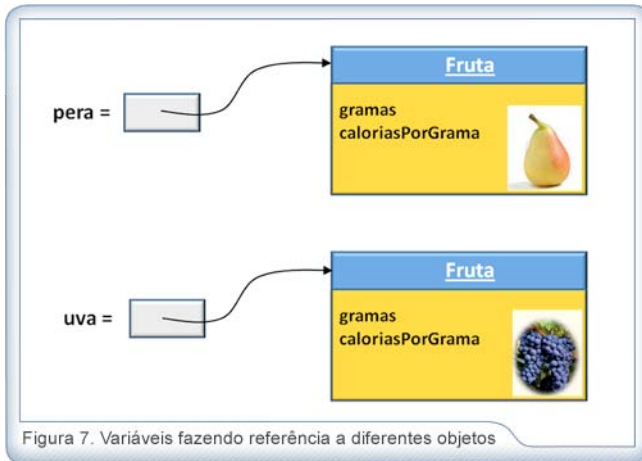 pera =
Fruta
gramas
caloriasPorGrama
uva =
Fruta
gramas
caloriasPorGrama
Figura 7. Variáveis fazendo referência a diferentes objetos